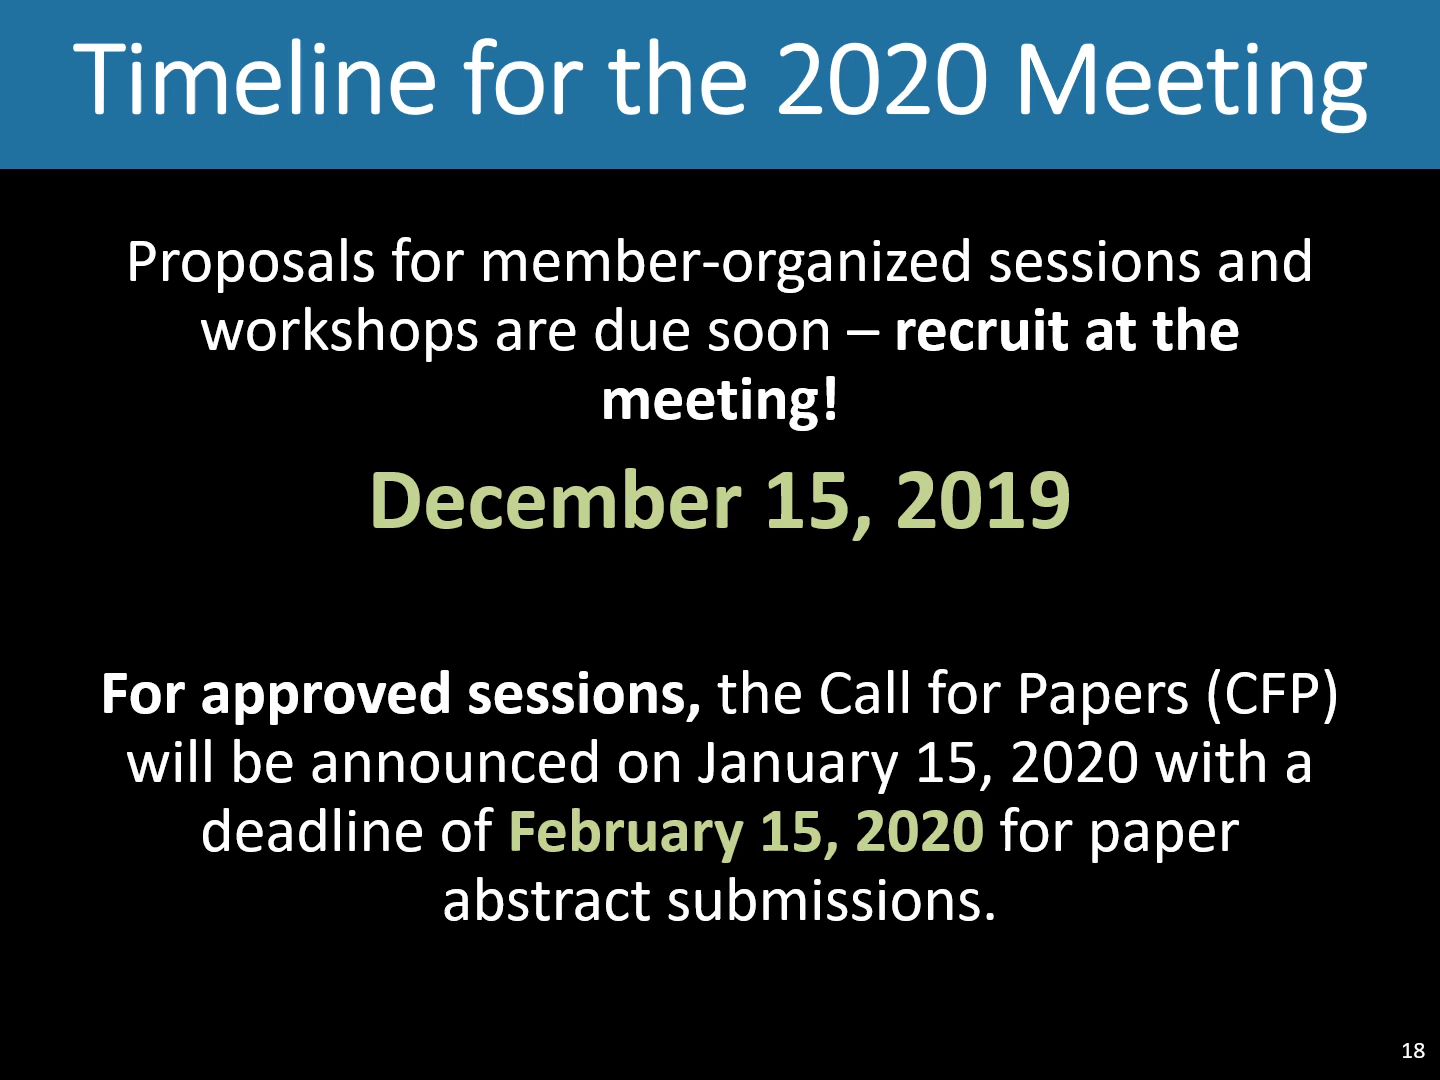 Timeline for the 2020 Meeting
Proposals for member-organized sessions and
workshops are due soon – recruit at the
meeting!
December 15, 2019
For approved sessions, the Call for Papers (CFP)
will be announced on January 15, 2020 with a
deadline of February 15, 2020 for paper
abstract submissions.
18